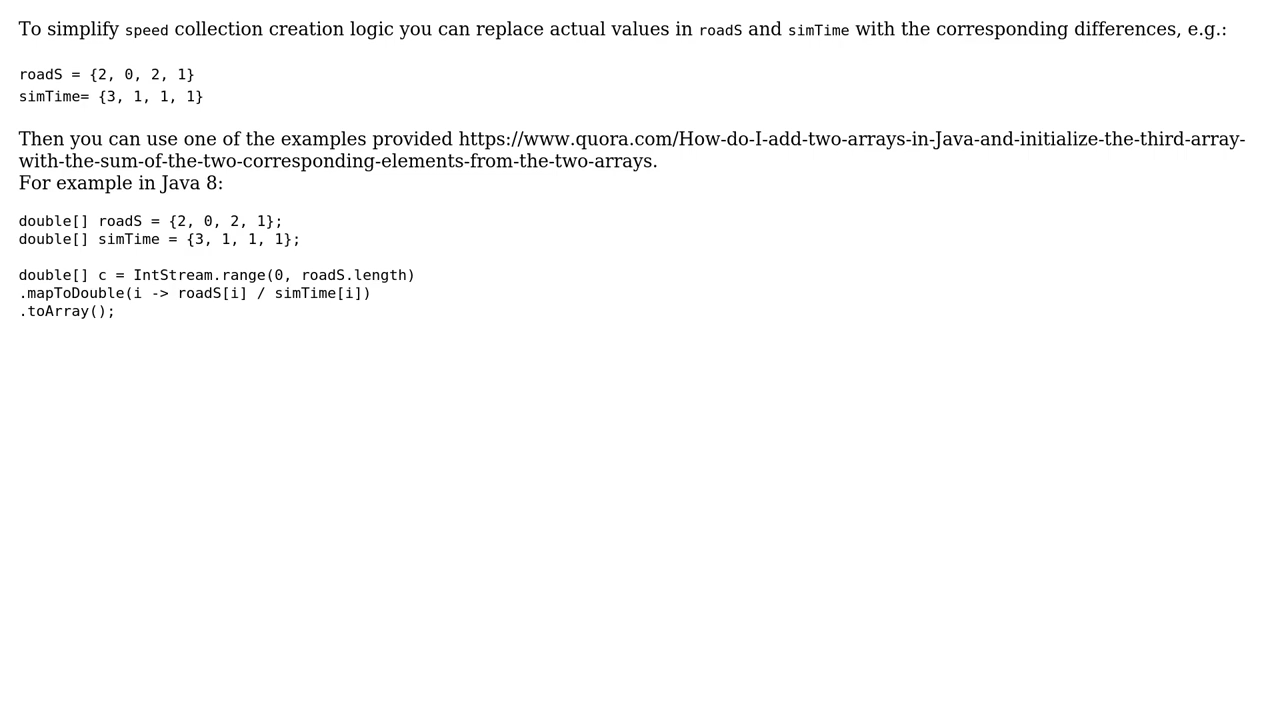 To simplify speed collection creation logic you can replace actual values in roadS and simTime with the corresponding differences, e.g.:
roadS = {2, 0, 2, 1}
simTime= {3, 1, 1, 1}
Then you can use one of the examples provided https://www.quora.com/How-do-I-add-two-arrays-in-Java-and-initialize-the-third-array-
with-the-sum-of-the-two-corresponding-elements-from-the-two-arrays.
For example in Java 8:
double[] roadS = {2, 0, 2, 1};
double[] simTime = {3, 1, 1, 1};
double[] c = IntStream.range(0, roadS.length)
.mapToDouble(i -> roadS[i] / simTime[i])
.toArray();